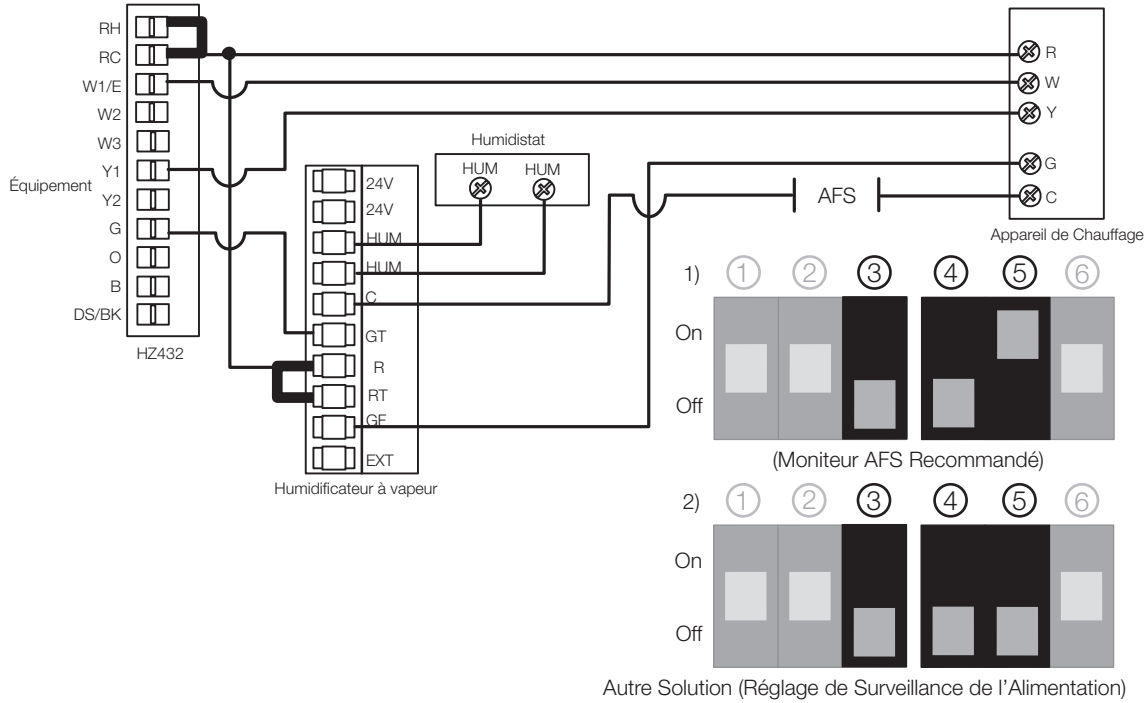 RH
RC
W1/E
W2
W3
Y1
Y2
G
O
B
DS/BK
Équipement
HZ432
24V
24V
HUM
HUM
C
GT
R
RT
GF
EXT
Humidificateur à vapeur
Humidistat
HUM HUM
AFS
R
W
Y
G
C
Appareil de Chauffage
1) 1 2 3 4 5 6
On
Off
(Moniteur AFS Recommandé)
2) 1 2 3 4 5 6
On
Off
Autre Solution (Réglage de Surveillance de l’Alimentation)